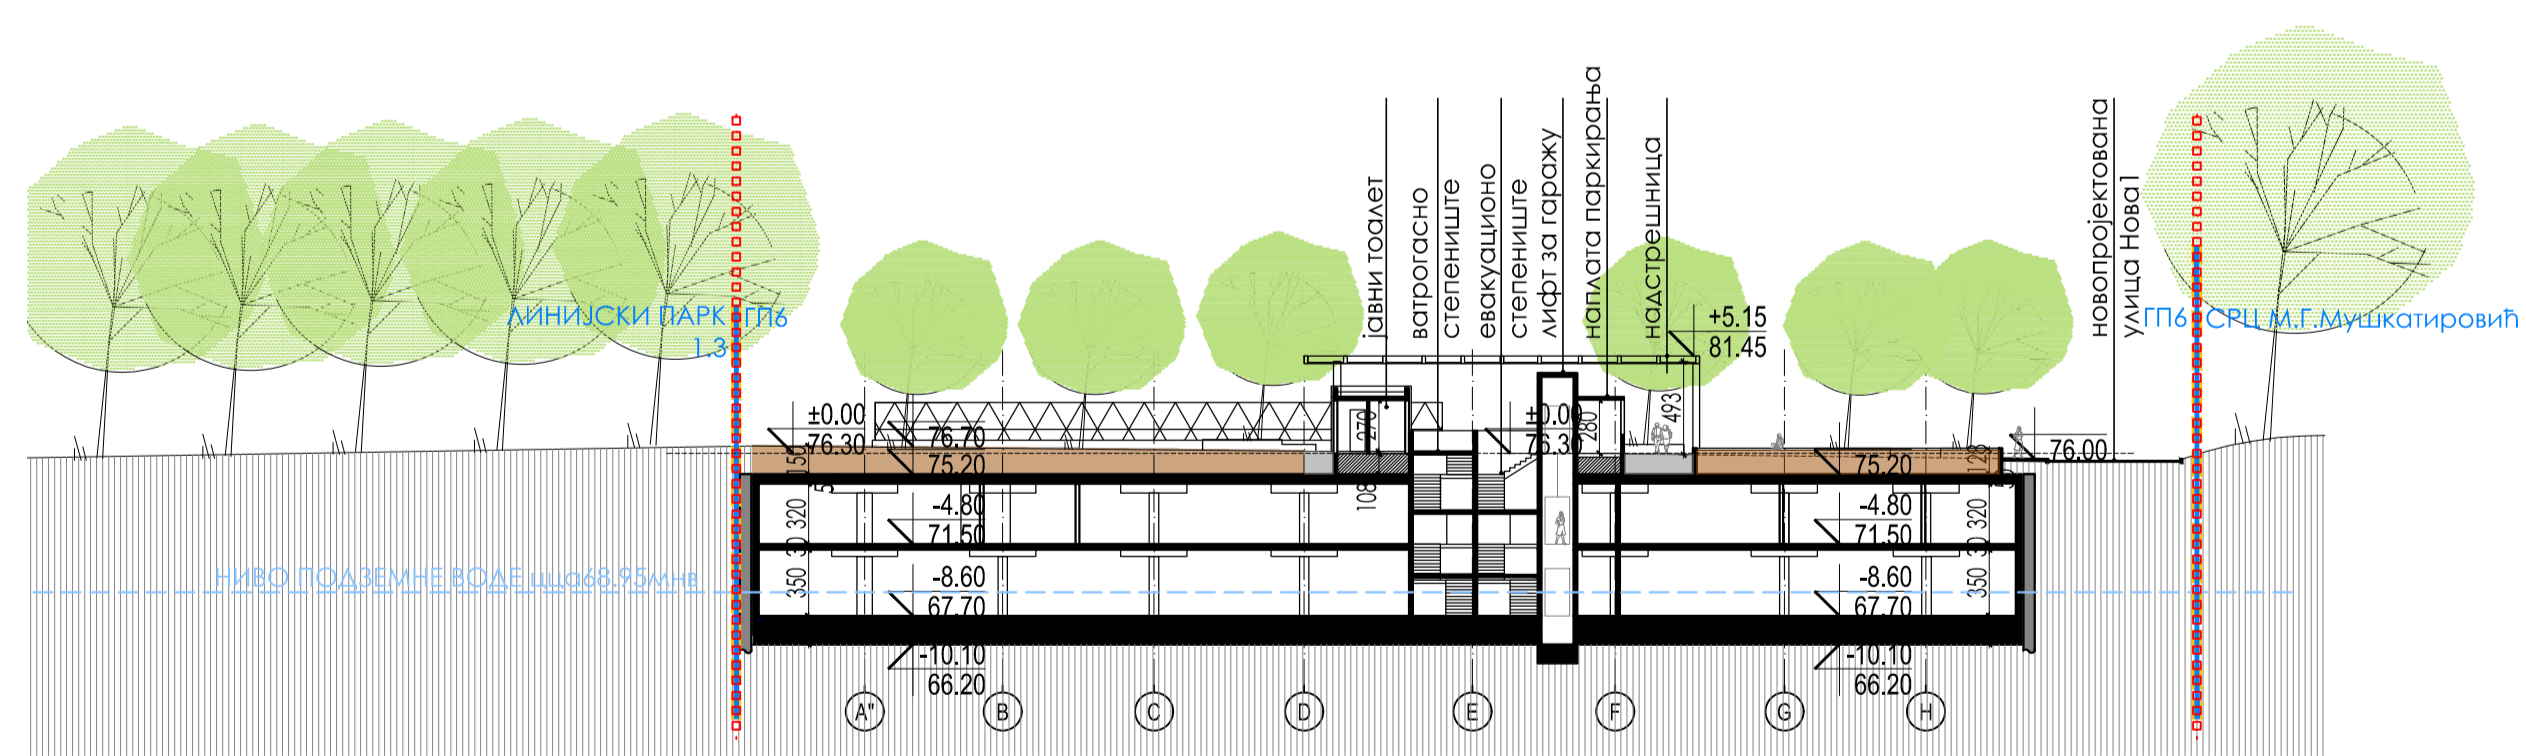 јавни тоалет
ватрогасно
степениште
евакуационо
степениште
лифт за гаражу
наплата паркирања
надстрешница
новопројектована
улица Нова1
ЛИНИЈСКИ ПАРК
1.3
ГП6
ГП6
СРЦ М.Г.Мушкатировић
+5.15
81.45
±0.00
76.30
76.70
75.20
±0.00
76.30
270
280
493
108
75.20
128
76.00
-4.80
71.50
320
30
-4.80
71.50
320
30
НИВО ПОДЗЕМНЕ ВОДЕ цца68.95мнв
-8.60
67.70
350
-8.60
67.70
350
-10.10
66.20
-10.10
66.20
A"
B
C
D
E
F
G
H